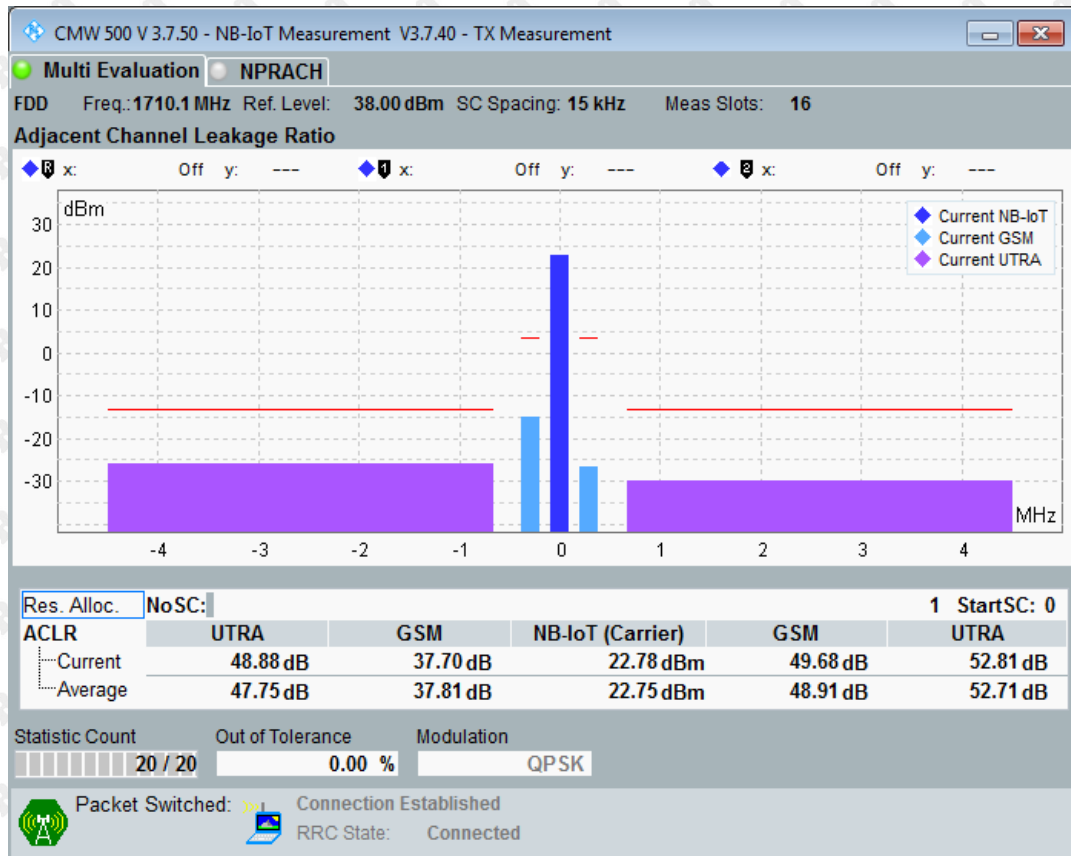 CMW 500 V 3.7.50 - NB-IoT Measurement V3.7.40 - TX Measurement
Multi Evaluation NPRACH
FDD Freq.: 1710.1 MHz Ref. Level: 38.00 dBm SC Spacing: 15 kHz Meas Slots: 16
Adjacent Channel Leakage Ratio
R x: Off y: --- 1 x: Off y: --- 2 x: Off y: ---
dBm
Current NB-IoT
Current GSM
Current UTRA
30
20
10
0
-10
-20
-30
MHz
-4 -3 -2 -1 0 1 2 3 4
Res. Alloc. NoSC: 1 StartSC: 0
ACLR UTRA GSM NB-IoT (Carrier) GSM UTRA
Current 48.88 dB 37.70 dB 22.78 dBm 49.68 dB 52.81 dB
Average 47.75 dB 37.81 dB 22.75 dBm 48.91 dB 52.71 dB
Statistic Count Out of Tolerance Modulation
20 / 20 0.00 % QPSK
Packet Switched: Connection Established
RRC State: Connected